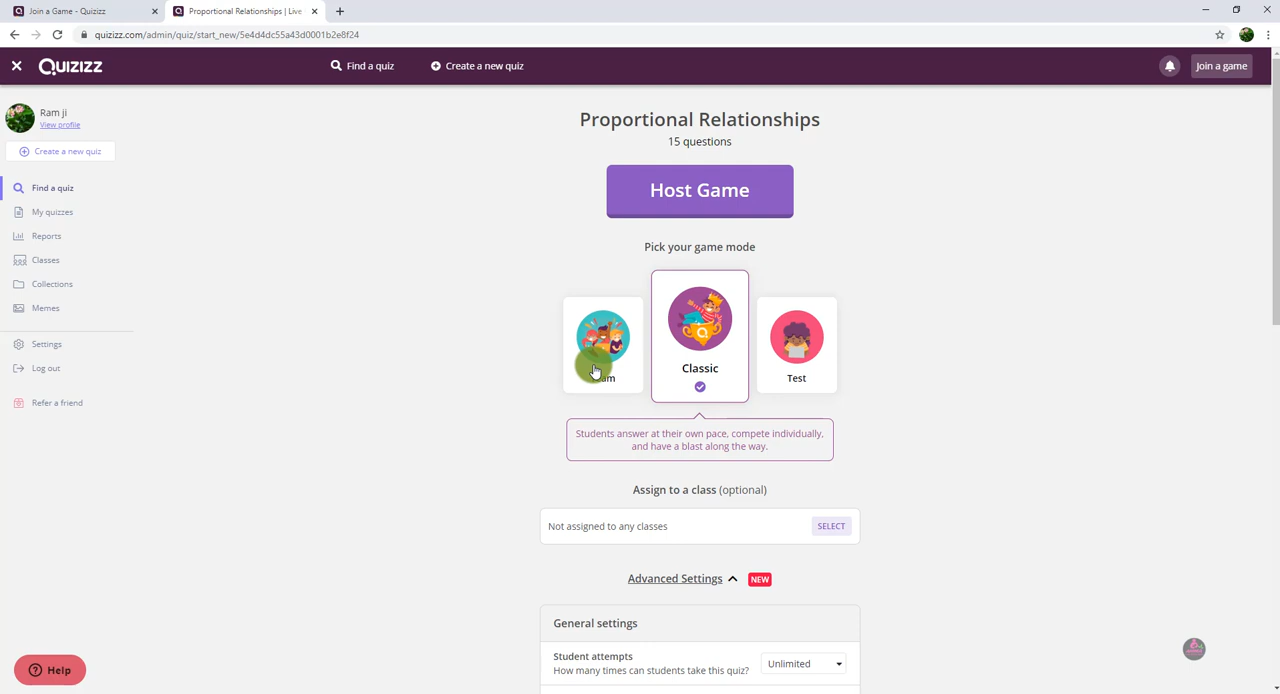 Join a Game - Quizizz
Proportional Relationships | Live
quizizz.com/admin/quiz/start_new/5e4d4dc55a43d0001b2e8f24
QUIZIZZ
Find a quiz
Create a new quiz
Join a game
Ram ji
View profile
Create a new quiz
Find a quiz
My quizzes
Reports
Classes
Collections
Memes
Settings
Log out
Refer a friend
Help
Proportional Relationships
15 questions
Host Game
Pick your game mode
Classic
Test
Students answer at their own pace, compete individually,
and have a blast along the way.
Assign to a class (optional)
Not assigned to any classes
SELECT
Advanced Settings
NEW
General settings
Student attempts
How many times can students take this quiz?
Unlimited